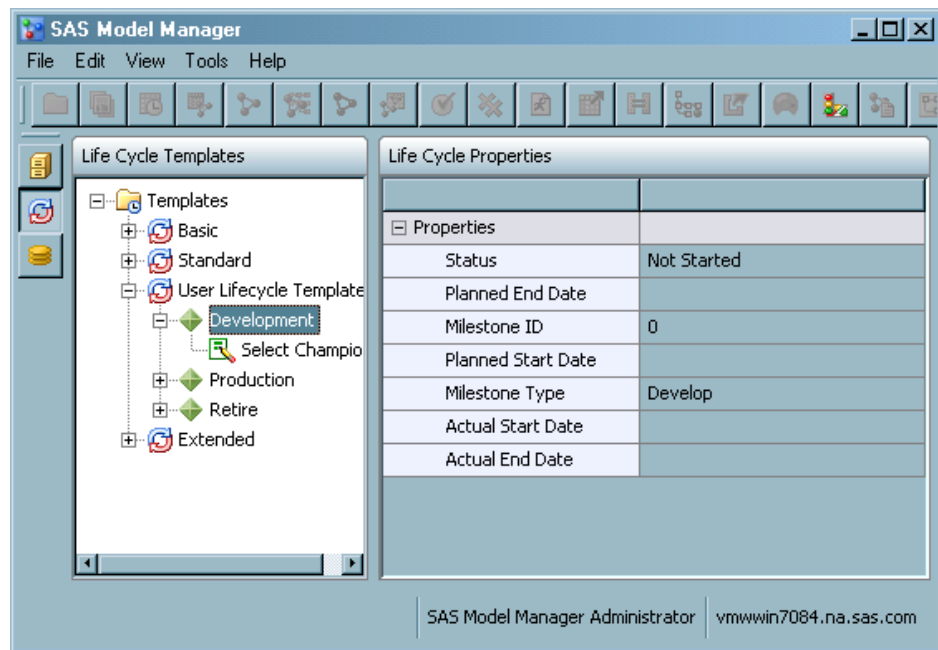 SAS Model Manager
File Edit View Tools Help
Life Cycle Templates
Templates
Basic
Standard
User Lifecycle Template
Development
Select Champio
Production
Retire
Extended
Life Cycle Properties
Properties
Status Not Started
Planned End Date
Milestone ID 0
Planned Start Date
Milestone Type Develop
Actual Start Date
Actual End Date
SAS Model Manager Administrator vmwwin7084.na.sas.com